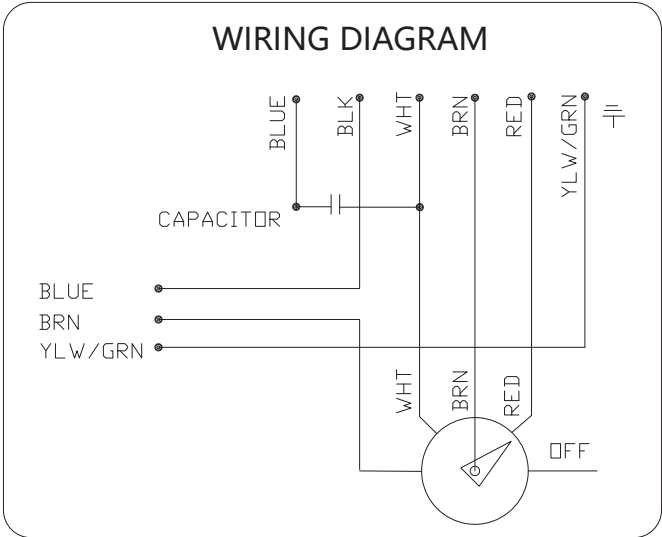 WIRING DIAGRAM
BLUE
BLK
WHT
BRN
RED
YLW/GRN
CAPACITOR
BLUE
BRN
YLW/GRN
WHT
BRN
RED
OFF